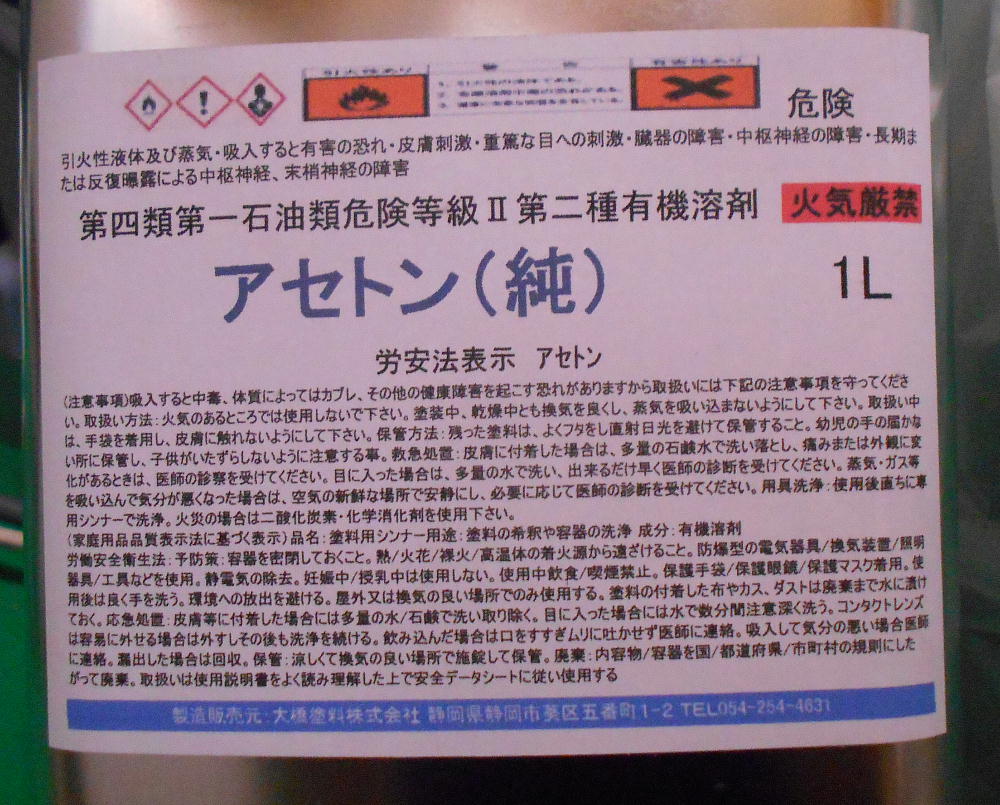 引火性あり
警 告
有害性あり
1. 引火性の液体である。
2. 有機溶剤中毒の恐れがある。
危険
引火性液体及び蒸気・吸入すると有害の恐れ・皮膚刺激・重篤な目への刺激・臓器の障害・中枢神経の障害・長期ま
たは反復曝露による中枢神経、末梢神経の障害
第四類第一石油類危険等級Ⅱ第二種有機溶剤
火気厳禁
アセトン(純)
1L
労安法表示 アセトン
(注意事項)吸入すると中毒、体質によってはカブレ、その他の健康障害を起こす恐れがありますから取扱いには下記の注意事項を守ってくださ
い。取扱い方法:火気のあるところでは使用しないで下さい。塗装中、乾燥中とも換気を良くし、蒸気を吸い込まないようにして下さい。取扱い中
は、手袋を着用し、皮膚に触れないようにして下さい。保管方法:残った塗料は、よくフタをし直射日光を避けて保管すること。幼児の手の届かな
い所に保管し、子供がいたずらしないように注意する事。救急処置:皮膚に付着した場合は、多量の石鹸水で洗い落とし、痛みまたは外観に変
化があるときは、医師の診察を受けてください。目に入った場合は、多量の水で洗い、出来るだけ早く医師の診断を受けてください。蒸気・ガス等
を吸い込んで気分が悪くなった場合は、空気の新鮮な場所で安静にし、必要に応じて医師の診断を受けてください。用具洗浄:使用後直ちに専
用シンナーで洗浄。火災の場合は二酸化炭素・化学消化剤を使用下さい。
(家庭用品品質表示法に基づく表示)品名:塗料用シンナー用途:塗料の希釈や容器の洗浄 成分:有機溶剤
労働安全衛生法:予防策:容器を密閉しておくこと。熱/火花/裸火/高温体の着火源から遠ざけること。防爆型の電気器具/換気装置/照明
器具/工具などを使用。静電気の除去。妊娠中/授乳中は使用しない。使用中飲食/喫煙禁止。保護手袋/保護眼鏡/保護マスク着用。使
用後は良く手を洗う。環境への放出を避ける。屋外又は換気の良い場所でのみ使用する。塗料の付着した布やカス、ダストは廃棄まで水に漬け
ておく。応急処置:皮膚等に付着した場合には多量の水/石鹸で洗い取り除く。目に入った場合には水で数分間注意深く洗う。コンタクトレンズ
は容易に外せる場合は外すしその後も洗浄を続ける。飲み込んだ場合は口をすすぎムリに吐かせず医師に連絡。吸入して気分の悪い場合医師
に連絡。漏出した場合は回収。保管:涼しくて換気の良い場所で施錠して保管。廃棄:内容物/容器を国/都道府県/市町村の規則にした
がって廃棄。取扱いは使用説明書をよく読み理解した上で安全データシートに従い使用する
製造販売元:大橋塗料株式会社 静岡県静岡市葵区五番町1-2 TEL054-254-4631